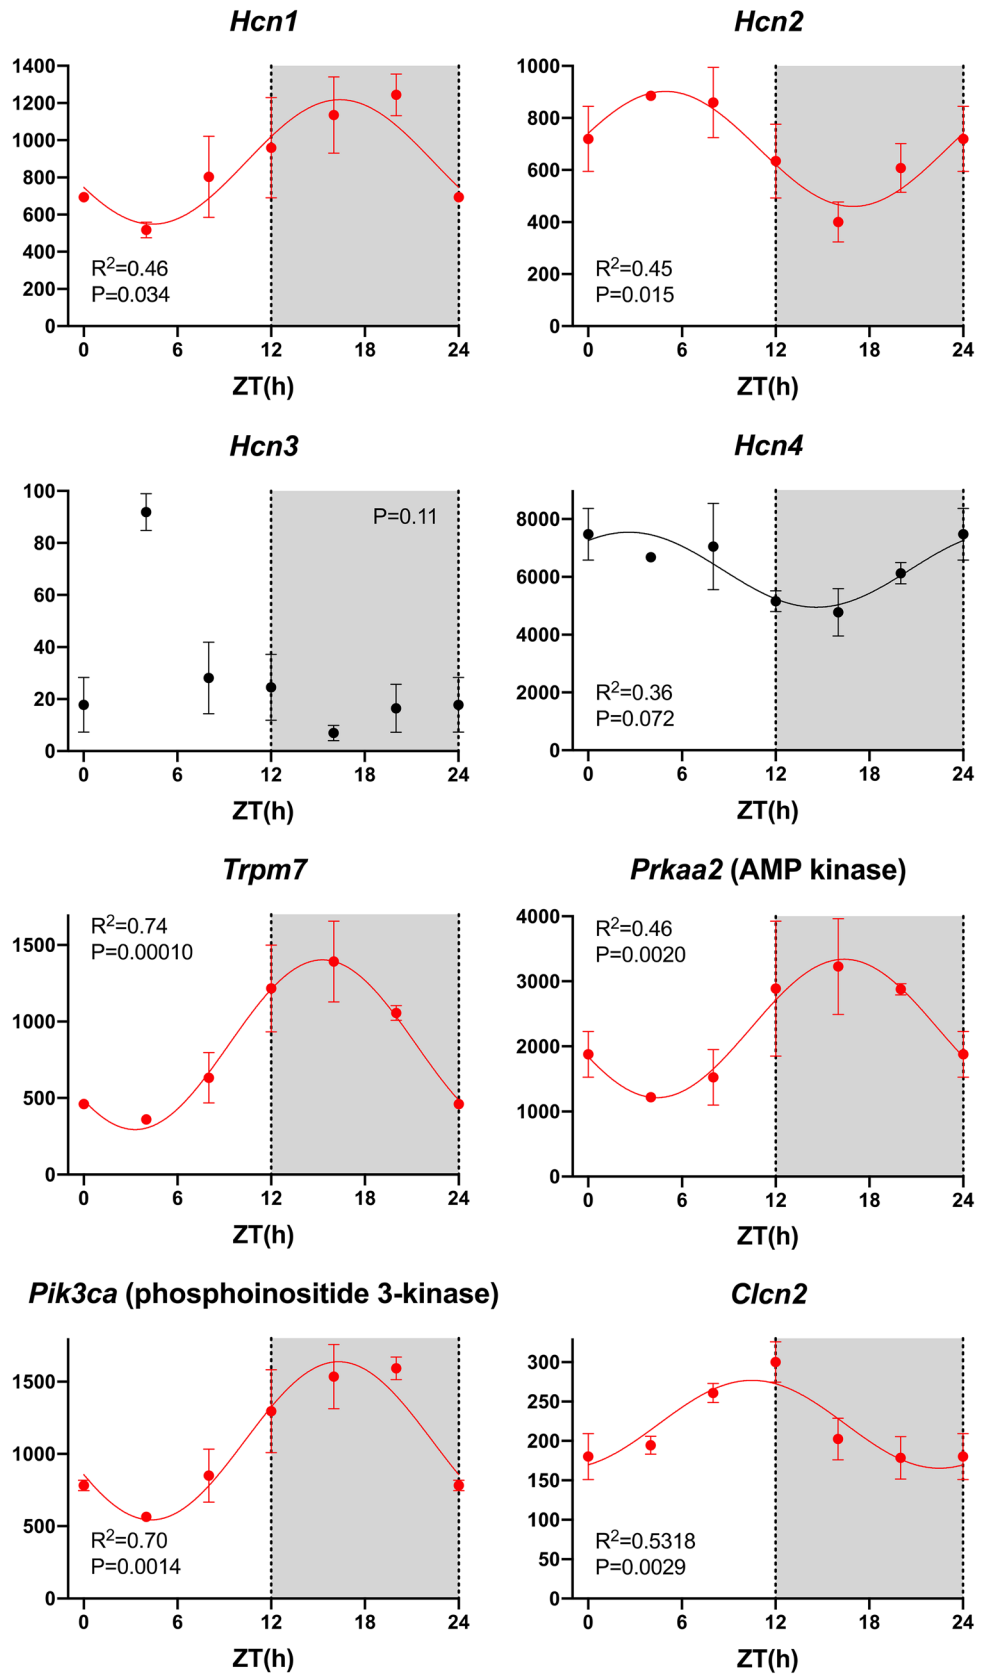 Hcn1
1400
1200
1000
800
600
400
200
0
R²=0.46
P=0.034
0 6 12 18 24
ZT(h)
Hcn2
1000
800
600
400
200
0
R²=0.45
P=0.015
0 6 12 18 24
ZT(h)
Hcn3
100
80
60
40
20
0
P=0.11
0 6 12 18 24
ZT(h)
Hcn4
8000
6000
4000
2000
0
R²=0.36
P=0.072
0 6 12 18 24
ZT(h)
Trpm7
R²=0.74
P=0.00010
1500
1000
500
0
0 6 12 18 24
ZT(h)
Prkaa2 (AMP kinase)
4000
3000
2000
1000
0
R²=0.46
P=0.0020
0 6 12 18 24
ZT(h)
Pik3ca (phosphoinositide 3-kinase)
1500
1000
500
0
R²=0.70
P=0.0014
0 6 12 18 24
ZT(h)
Clcn2
300
250
200
150
100
50
0
R²=0.5318
P=0.0029
0 6 12 18 24
ZT(h)